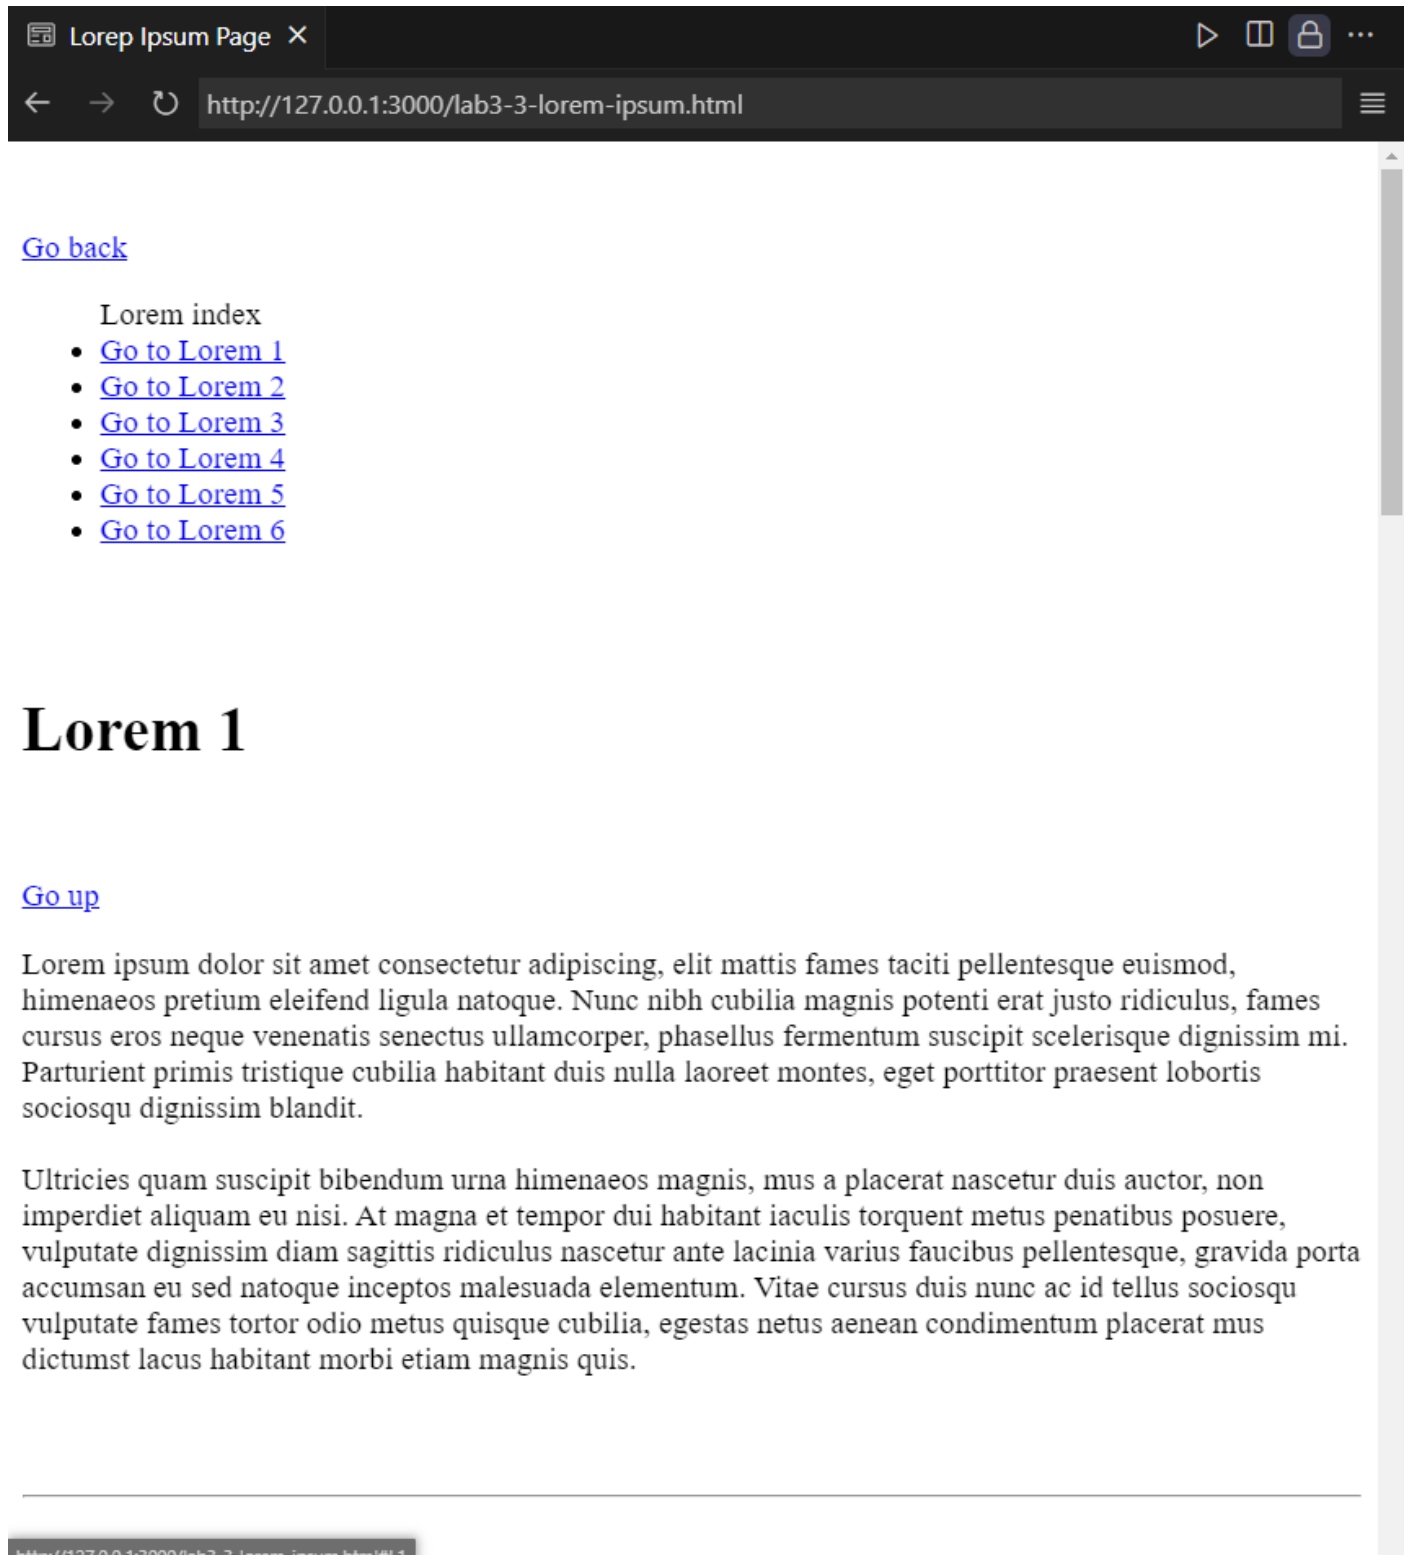 Lorep Ipsum Page
http://127.0.0.1:3000/lab3-3-lorem-ipsum.html
Go back
Lorem index
Go to Lorem 1
Go to Lorem 2
Go to Lorem 3
Go to Lorem 4
Go to Lorem 5
Go to Lorem 6
Lorem 1
Go up
Lorem ipsum dolor sit amet consectetur adipiscing, elit mattis fames taciti pellentesque euismod,
himenaeos pretium eleifend ligula natoque. Nunc nibh cubilia magnis potenti erat justo ridiculus, fames
cursus eros neque venenatis senectus ullamcorper, phasellus fermentum suscipit scelerisque dignissim mi.
Parturient primis tristique cubilia habitant duis nulla laoreet montes, eget porttitor praesent lobortis
sociosqu dignissim blandit.
Ultricies quam suscipit bibendum urna himenaeos magnis, mus a placerat nascetur duis auctor, non
imperdiet aliquam eu nisi. At magna et tempor dui habitant iaculis torquent metus penatibus posuere,
vulputate dignissim diam sagittis ridiculus nascetur ante lacinia varius faucibus pellentesque, gravida porta
accumsan eu sed natoque inceptos malesuada elementum. Vitae cursus duis nunc ac id tellus sociosqu
vulputate fames tortor odio metus quisque cubilia, egestas netus aenean condimentum placerat mus
dictumst lacus habitant morbi etiam magnis quis.